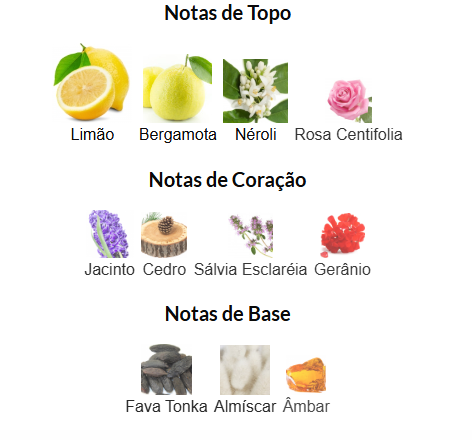 Notas de Topo
Limão Bergamota Néroli Rosa Centifolia
Notas de Coração
Jacinto Cedro Sálvia Esclaréia Gerânio
Notas de Base
Fava Tonka Almíscar Âmbar